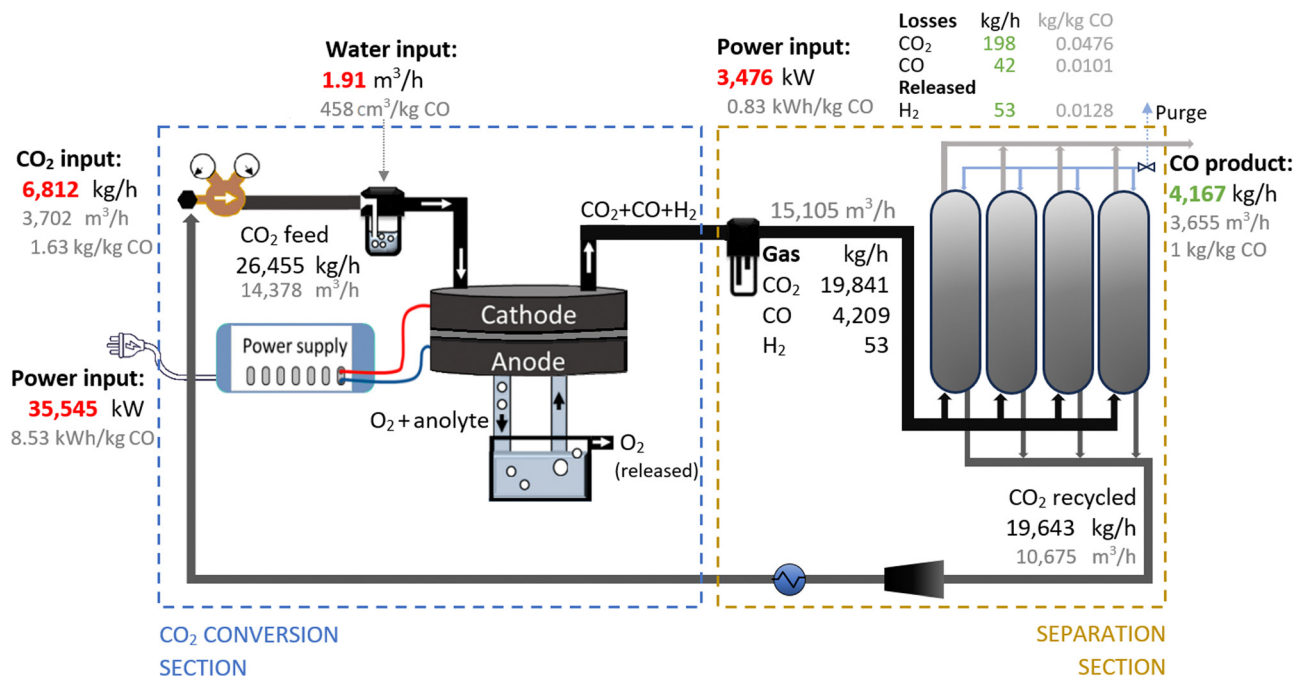 Water input:
1.91 m³/h
458 cm³/kg CO
Power input:
3,476 kW
0.83 kWh/kg CO
Losses kg/h kg/kg CO
CO₂ 198 0.0476
CO 42 0.0101
Released
H₂ 53 0.0128
Purge
CO₂ input:
6,812 kg/h
3,702 m³/h
1.63 kg/kg CO
CO₂ feed
26,455 kg/h
14,378 m³/h
CO₂+CO+H₂
15,105 m³/h
Gas kg/h
CO₂ 19,841
CO 4,209
H₂ 53
CO product:
4,167 kg/h
3,655 m³/h
1 kg/kg CO
Cathode
Anode
Power supply
Power input:
35,545 kW
8.53 kWh/kg CO
O₂ + anolyte
O₂
(released)
CO₂ recycled
19,643 kg/h
10,675 m³/h
CO₂ CONVERSION
SECTION
SEPARATION
SECTION